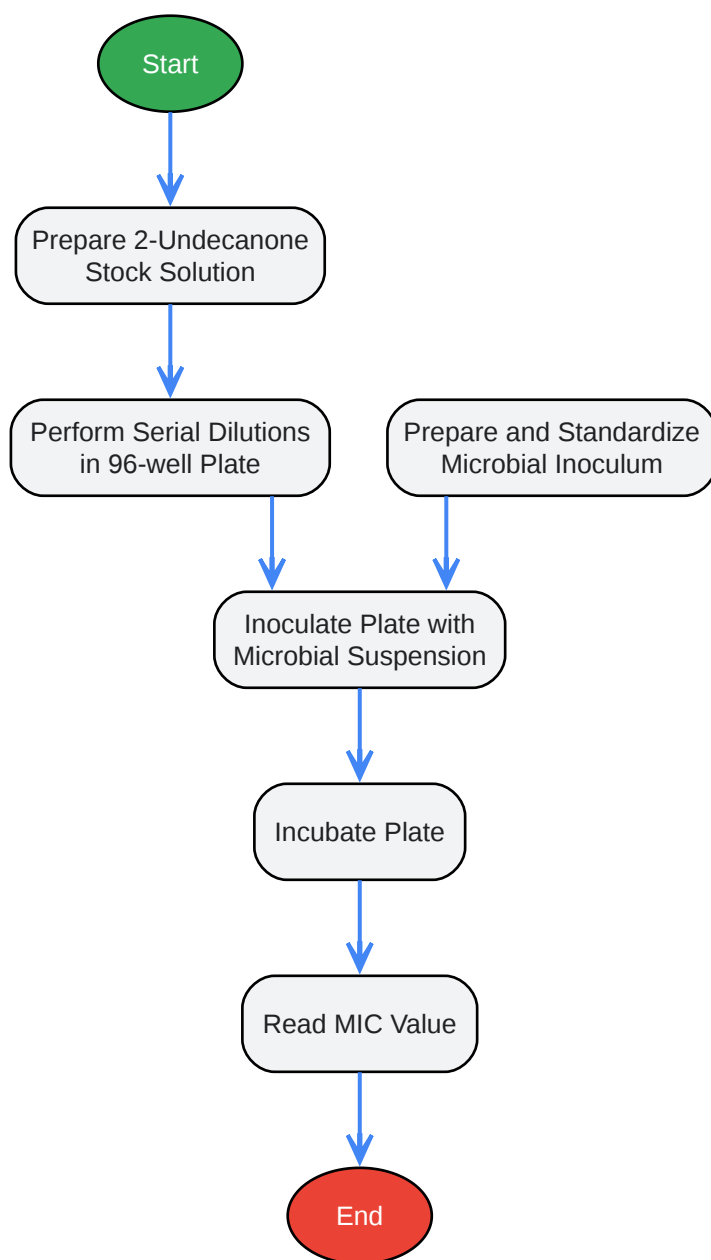 Start
Prepare 2-Undecanone
Stock Solution
Perform Serial Dilutions
in 96-well Plate
Prepare and Standardize
Microbial Inoculum
Inoculate Plate with
Microbial Suspension
Incubate Plate
Read MIC Value
End